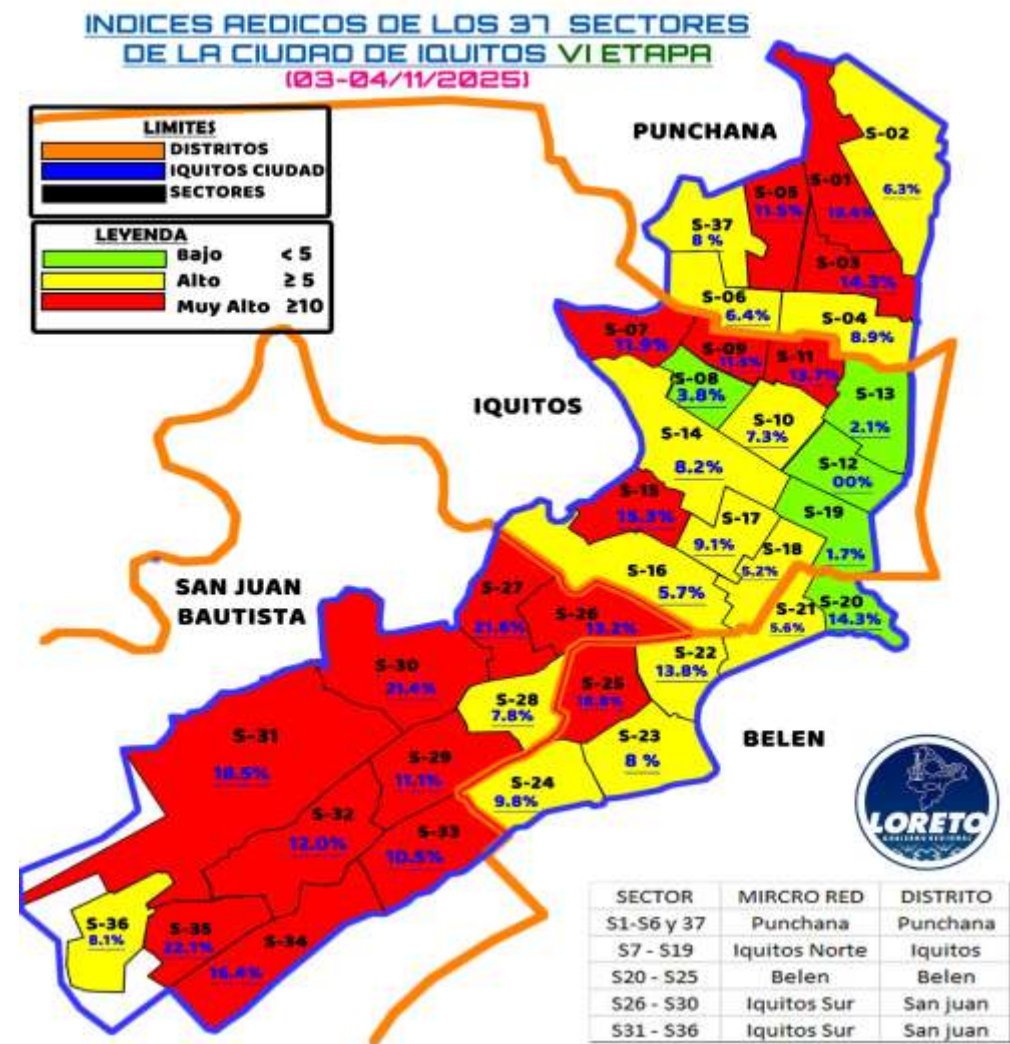 INDICES AEDICOS DE LOS 37 SECTORES
DE LA CIUDAD DE IQUITOS VI ETAPA
(03-04/11/2025)
LIMITES
DISTRITOS
IQUITOS CIUDAD
SECTORES
LEYENDA
Bajo < 5
Alto ≥ 5
Muy Alto ≥10
PUNCHANA
S-02
6.3%
S-01
S-05
11.5%
S-37
8 %
S-03
14.3%
S-06
6.4%
S-04
8.9%
IQUITOS
S-07
11.9%
S-09
11.5%
S-11
13.7%
S-08
3.8%
S-13
2.1%
S-10
7.3%
S-14
8.2%
S-12
00%
S-15
15.3%
S-19
1.7%
S-17
9.1%
S-18
5.2%
S-16
5.7%
SAN JUAN
BAUTISTA
S-27
21.6%
S-26
13.2%
S-21
5.6%
S-20
14.3%
S-30
21.4%
S-22
13.8%
S-25
S-28
7.8%
S-23
8 %
BELEN
S-31
18.5%
S-29
11.1%
S-24
9.8%
S-32
12.0%
S-33
10.5%
S-36
8.1%
S-35
22.1%
S-34
16.4%
LORETO
GOBIERNO REGIONAL
SECTOR MIRCRO RED DISTRITO
S1-S6 y 37 Punchana Punchana
S7 - S19 Iquitos Norte Iquitos
S20 - S25 Belen Belen
S26 - S30 Iquitos Sur San juan
S31 - S36 Iquitos Sur San juan